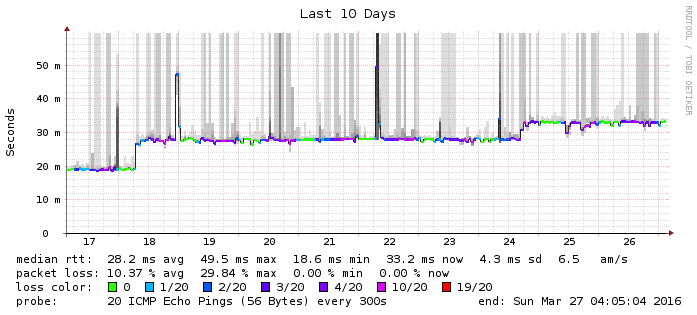 Last 10 Days
RRDTOOL / TOBI OETIKER
Seconds
50 m
40 m
30 m
20 m
10 m
0
17 18 19 20 21 22 23 24 25 26
median rtt: 28.2 ms avg 49.5 ms max 18.6 ms min 33.2 ms now 4.3 ms sd 6.5 am/s
packet loss: 10.37 % avg 29.84 % max 0.00 % min 0.00 % now
loss color: 0 1/20 2/20 3/20 4/20 10/20 19/20
probe: 20 ICMP Echo Pings (56 Bytes) every 300s end: Sun Mar 27 04:05:04 2016